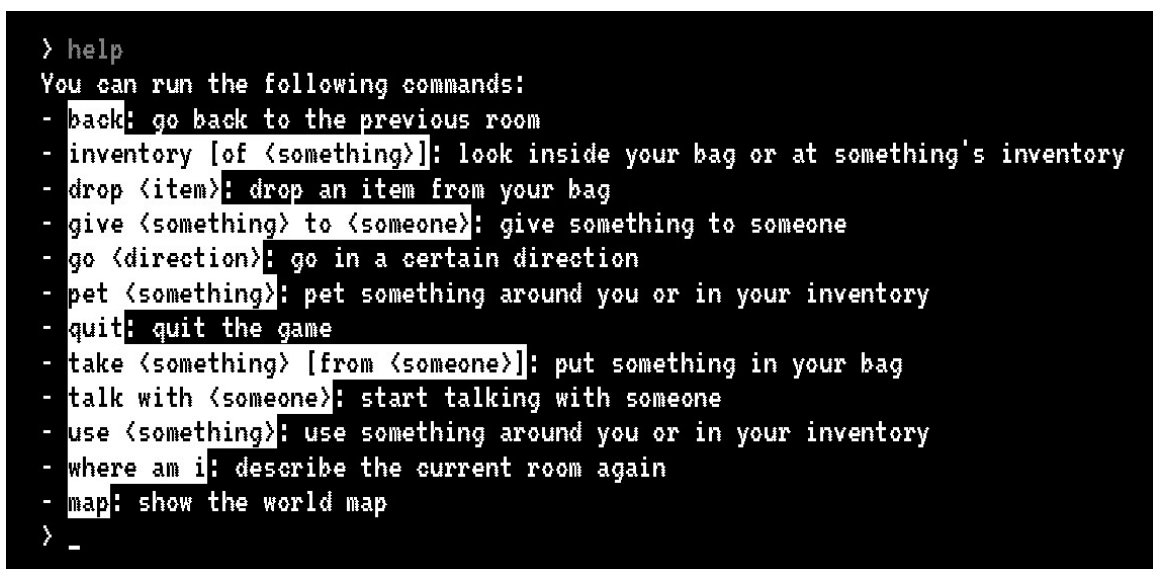 > help
You can run the following commands:
- back: go back to the previous room
- inventory [of <something>]: look inside your bag or at something's inventory
- drop <item>: drop an item from your bag
- give <something> to <someone>: give something to someone
- go <direction>: go in a certain direction
- pet <something>: pet something around you or in your inventory
- quit: quit the game
- take <something> [from <someone>]: put something in your bag
- talk with <someone>: start talking with someone
- use <something>: use something around you or in your inventory
- where am i: describe the current room again
- map: show the world map
> _